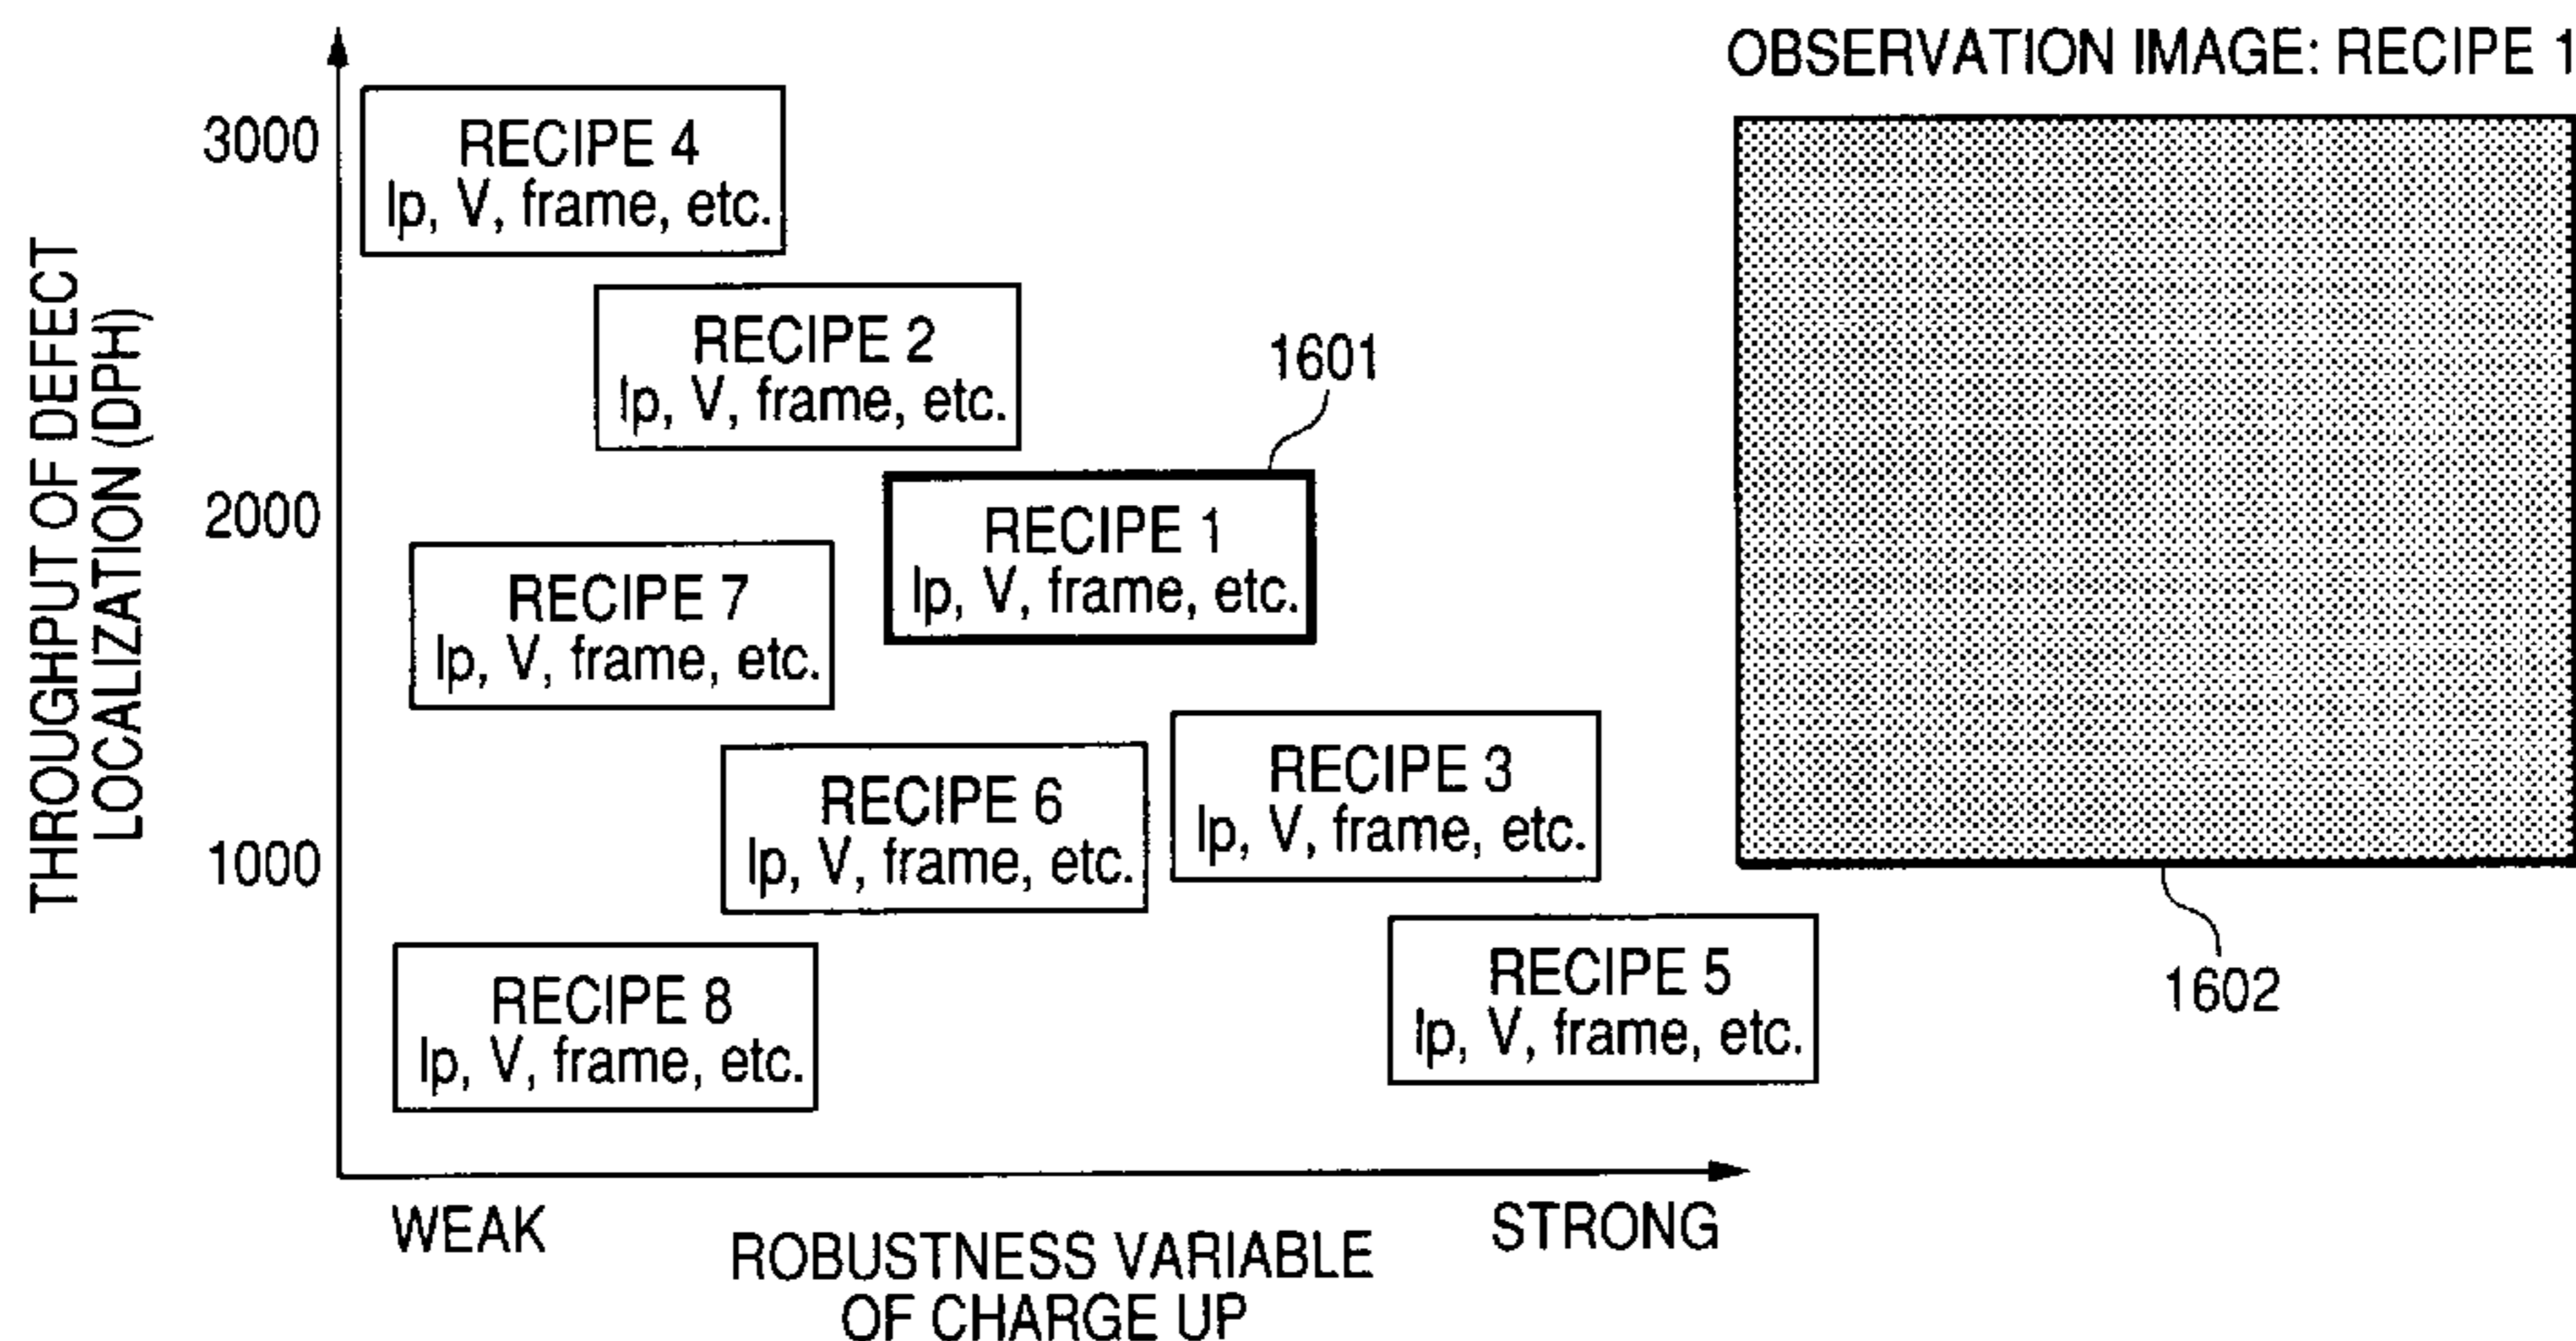 OBSERVATION IMAGE: RECIPE 1
THROUGHPUT OF DEFECT
LOCALIZATION (DPH)
3000
2000
1000
RECIPE 4
Ip, V, frame, etc.
RECIPE 2
Ip, V, frame, etc.
1601
RECIPE 1
Ip, V, frame, etc.
RECIPE 7
Ip, V, frame, etc.
RECIPE 3
Ip, V, frame, etc.
RECIPE 6
Ip, V, frame, etc.
RECIPE 5
Ip, V, frame, etc.
RECIPE 8
Ip, V, frame, etc.
1602
WEAK
STRONG
ROBUSTNESS VARIABLE
OF CHARGE UP